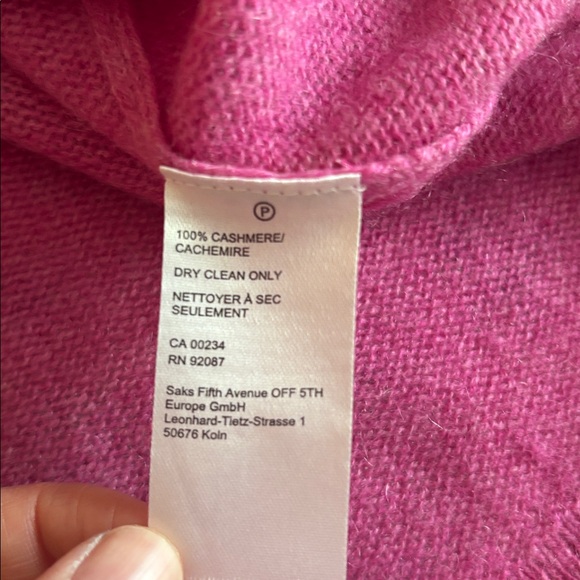 P
100% CASHMERE/
CACHEMIRE
DRY CLEAN ONLY
NETTOYER À SEC
SEULEMENT
CA 00234
RN 92087
Saks Fifth Avenue OFF 5TH
Europe GmbH
Leonhard-Tietz-Strasse 1
50676 Koln